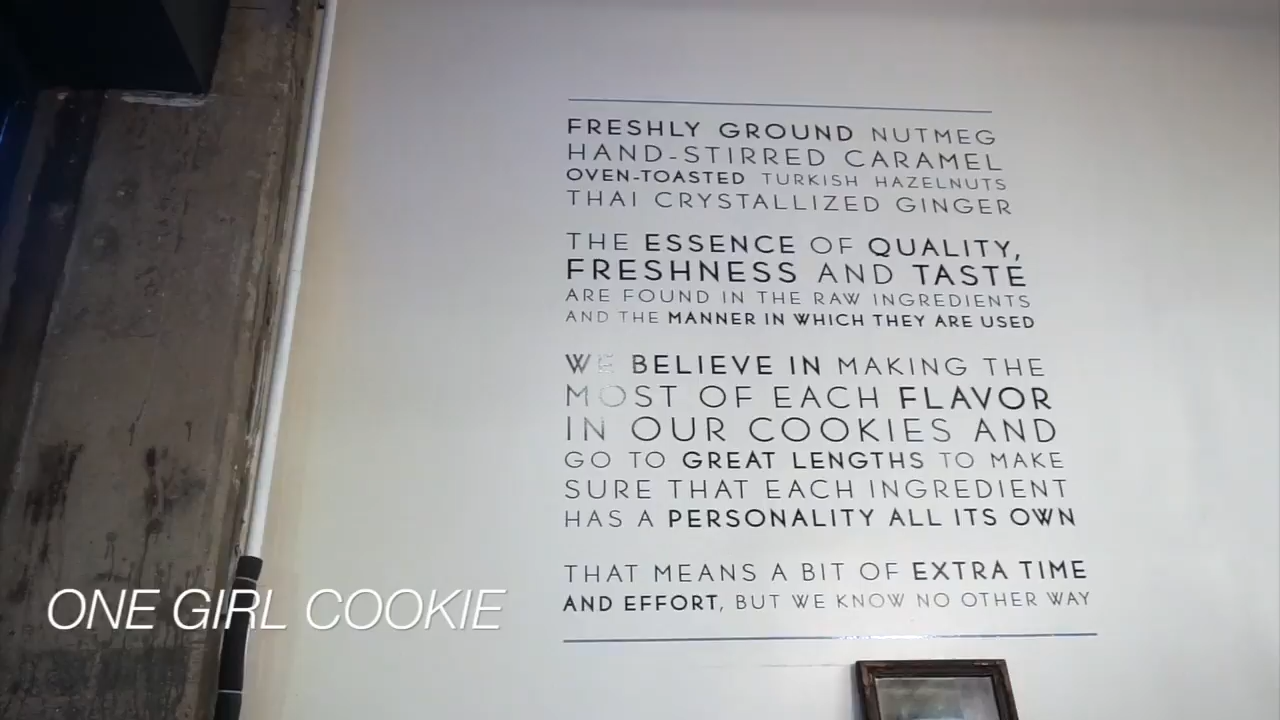 FRESHLY GROUND NUTMEG
HAND-STIRRED CARAMEL
OVEN-TOASTED TURKISH HAZELNUTS
THAI CRYSTALLIZED GINGER
THE ESSENCE OF QUALITY,
FRESHNESS AND TASTE
ARE FOUND IN THE RAW INGREDIENTS
AND THE MANNER IN WHICH THEY ARE USED
WE BELIEVE IN MAKING THE
MOST OF EACH FLAVOR
IN OUR COOKIES AND
GO TO GREAT LENGTHS TO MAKE
SURE THAT EACH INGREDIENT
HAS A PERSONALITY ALL ITS OWN
THAT MEANS A BIT OF EXTRA TIME
AND EFFORT, BUT WE KNOW NO OTHER WAY
ONE GIRL COOKIE